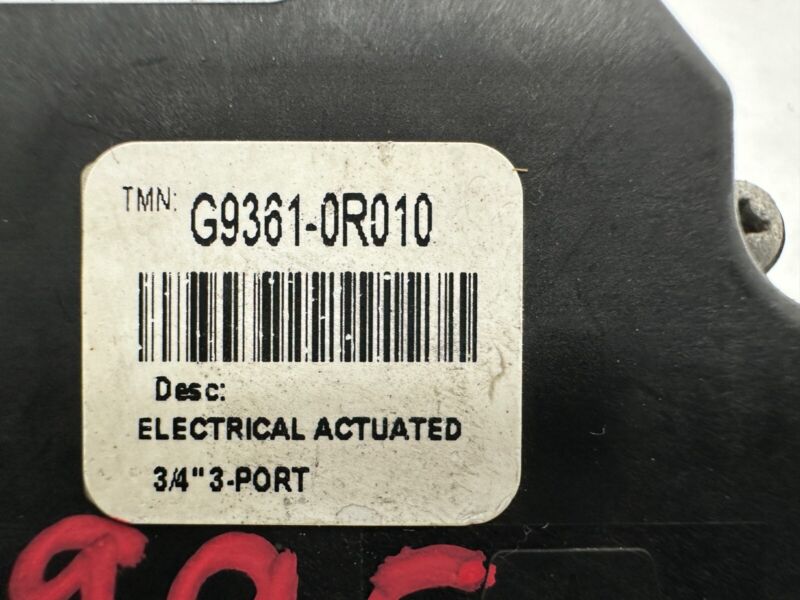 TMN: G9361-0R010
Desc:
ELECTRICAL ACTUATED
3/4" 3-PORT